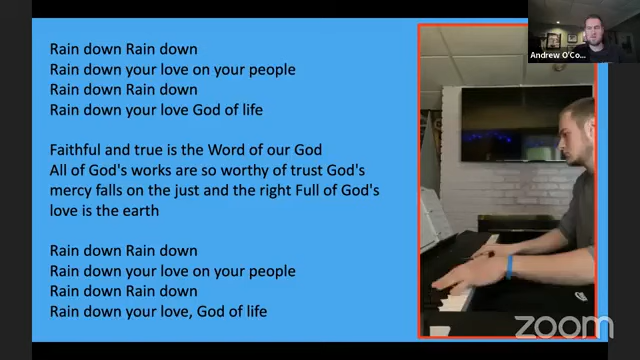 Rain down Rain down
Rain down your love on your people
Rain down Rain down
Rain down your love God of life
Faithful and true is the Word of our God
All of God's works are so worthy of trust God's
mercy falls on the just and the right Full of God's
love is the earth
Rain down Rain down
Rain down your love on your people
Rain down Rain down
Rain down your love, God of life
Andrew O'Co...
zoom